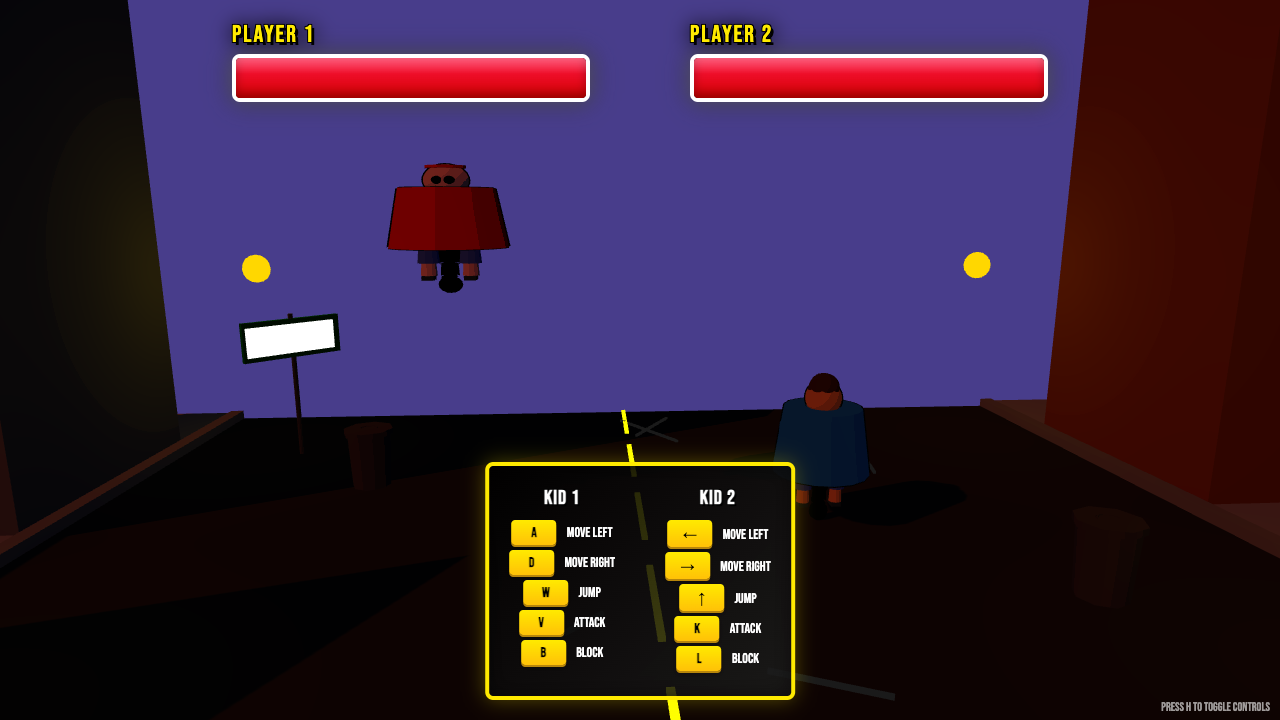 PLAYER 1
PLAYER 2
KID 1
A MOVE LEFT
D MOVE RIGHT
W JUMP
V ATTACK
B BLOCK
KID 2
← MOVE LEFT
→ MOVE RIGHT
↑ JUMP
K ATTACK
L BLOCK
PRESS H TO TOGGLE CONTROLS